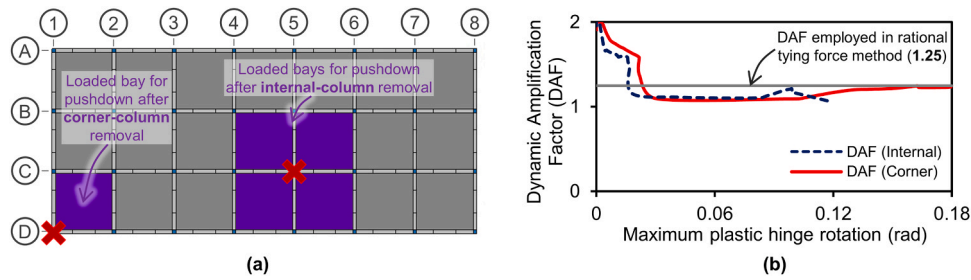 1 2 3 4 5 6 7 8
A
B
C
D
Loaded bay for
pushdown after
corner-column
removal
Loaded bays for pushdown
after internal-column removal
(a)
Dynamic Amplification
Factor (DAF)
2
1
0
DAF employed in rational
tying force method (1.25)
DAF (Internal)
DAF (Corner)
0 0.06 0.12 0.18
Maximum plastic hinge rotation (rad)
(b)